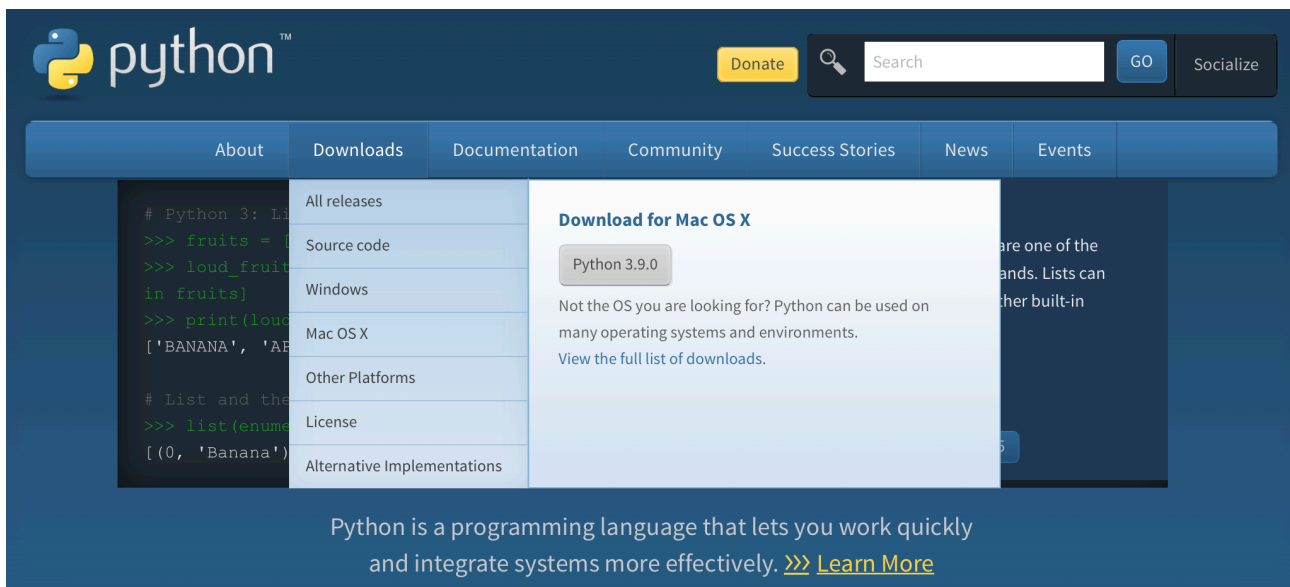 python™
Donate
Search
GO
Socialize
About
Downloads
Documentation
Community
Success Stories
News
Events
All releases
Source code
Windows
Mac OS X
Other Platforms
License
Alternative Implementations
Download for Mac OS X
Python 3.9.0
Not the OS you are looking for? Python can be used on
many operating systems and environments.
View the full list of downloads.
# Python 3: Li
>>> fruits = [
>>> loud_fruit
in fruits]
>>> print(loud
['BANANA', 'AP
# List and the
>>> list(enume
[(0, 'Banana')
are one of the
ands. Lists can
ther built-in
5
Python is a programming language that lets you work quickly
and integrate systems more effectively. >>> Learn More